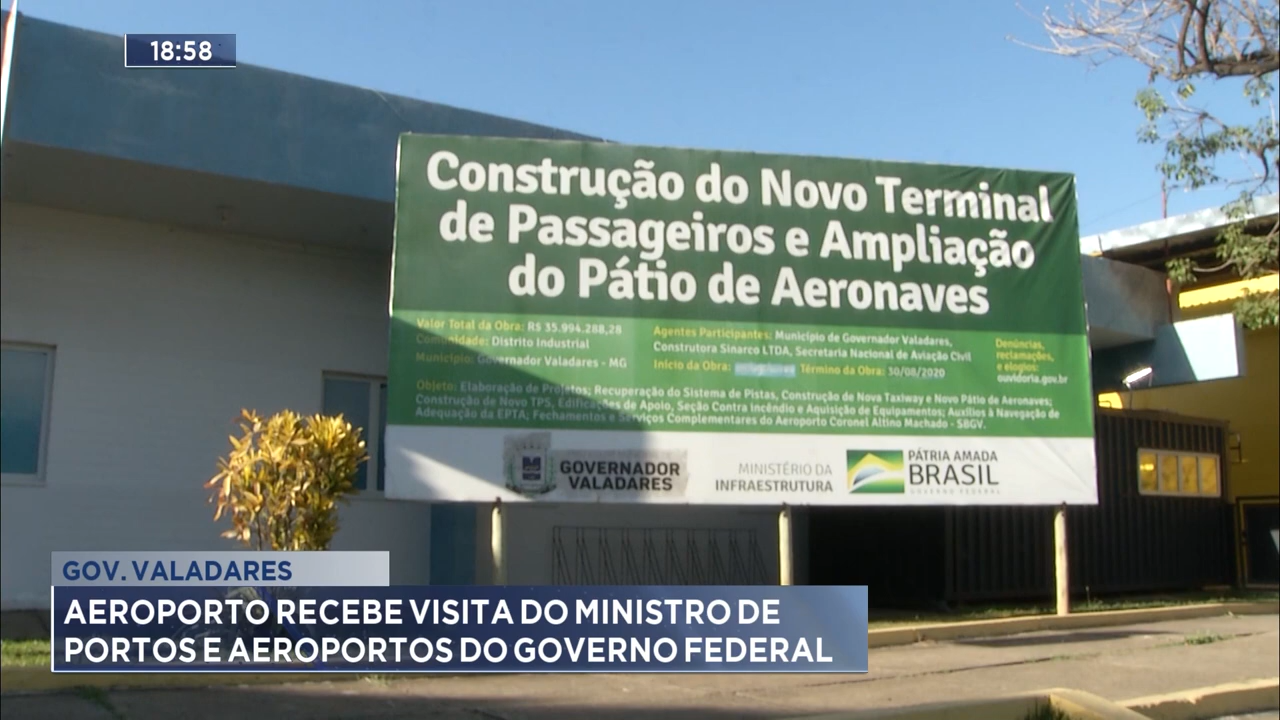 18:58
Construção do Novo Terminal
de Passageiros e Ampliação
do Pátio de Aeronaves
Valor Total da Obra: R$ 35.994.288,28
Comunidade: Distrito Industrial
Município: Governador Valadares - MG
Agentes Participantes: Município de Governador Valadares,
Construtora Sinarco LTDA, Secretaria Nacional de Aviação Civil
Início da Obra: Término da Obra: 30/08/2020
Denúncias,
reclamações,
e elogios:
ouvidoria.gov.br
Objeto: Elaboração de Projetos; Recuperação do Sistema de Pistas, Construção de Nova Taxiway e Novo Pátio de Aeronaves;
Construção de Novo TPS, Edificações de Apoio, Seção Contra Incêndio e Aquisição de Equipamentos; Auxílios à Navegação de
Adequação da EPTA; Fechamentos e Serviços Complementares do Aeroporto Coronel Altino Machado - SBGV.
GOVERNADOR
VALADARES
MINISTÉRIO DA
INFRAESTRUTURA
PÁTRIA AMADA
BRASIL
GOVERNO FEDERAL
GOV. VALADARES
AEROPORTO RECEBE VISITA DO MINISTRO DE
PORTOS E AEROPORTOS DO GOVERNO FEDERAL